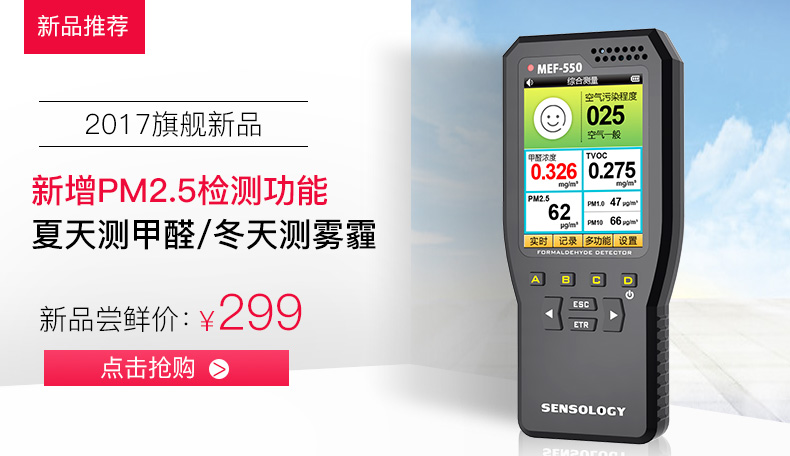 新品推荐
2017旗舰新品
新增PM2.5检测功能
夏天测甲醛/冬天测雾霾
新品尝鲜价：¥299
点击抢购 >
MEF-550
综合测量
空气污染程度
025
空气一般
甲醛浓度
0.326
mg/m³
TVOC
0.275
mg/m³
PM2.5
62
µg/m³
PM1.0 47 µg/m³
PM10 66 µg/m³
实时 记录 多功能 设置
FORMALDEHYDE DETECTOR
A B C D
ESC
ETR
SENSOLOGY